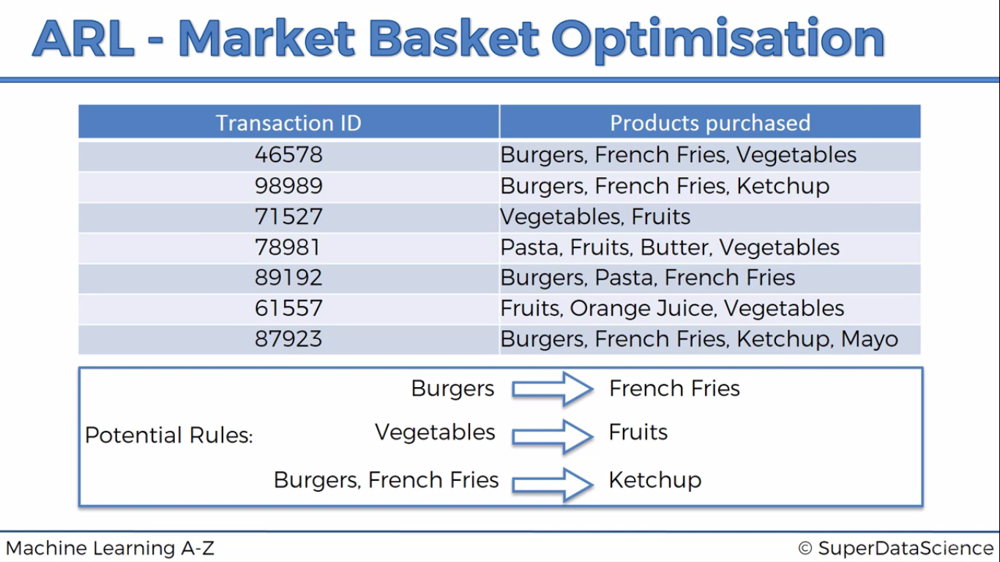 ARL - Market Basket Optimisation
Transaction ID Products purchased
46578 Burgers, French Fries, Vegetables
98989 Burgers, French Fries, Ketchup
71527 Vegetables, Fruits
78981 Pasta, Fruits, Butter, Vegetables
89192 Burgers, Pasta, French Fries
61557 Fruits, Orange Juice, Vegetables
87923 Burgers, French Fries, Ketchup, Mayo
Potential Rules:
Burgers French Fries
Vegetables Fruits
Burgers, French Fries Ketchup
Machine Learning A-Z © SuperDataScience